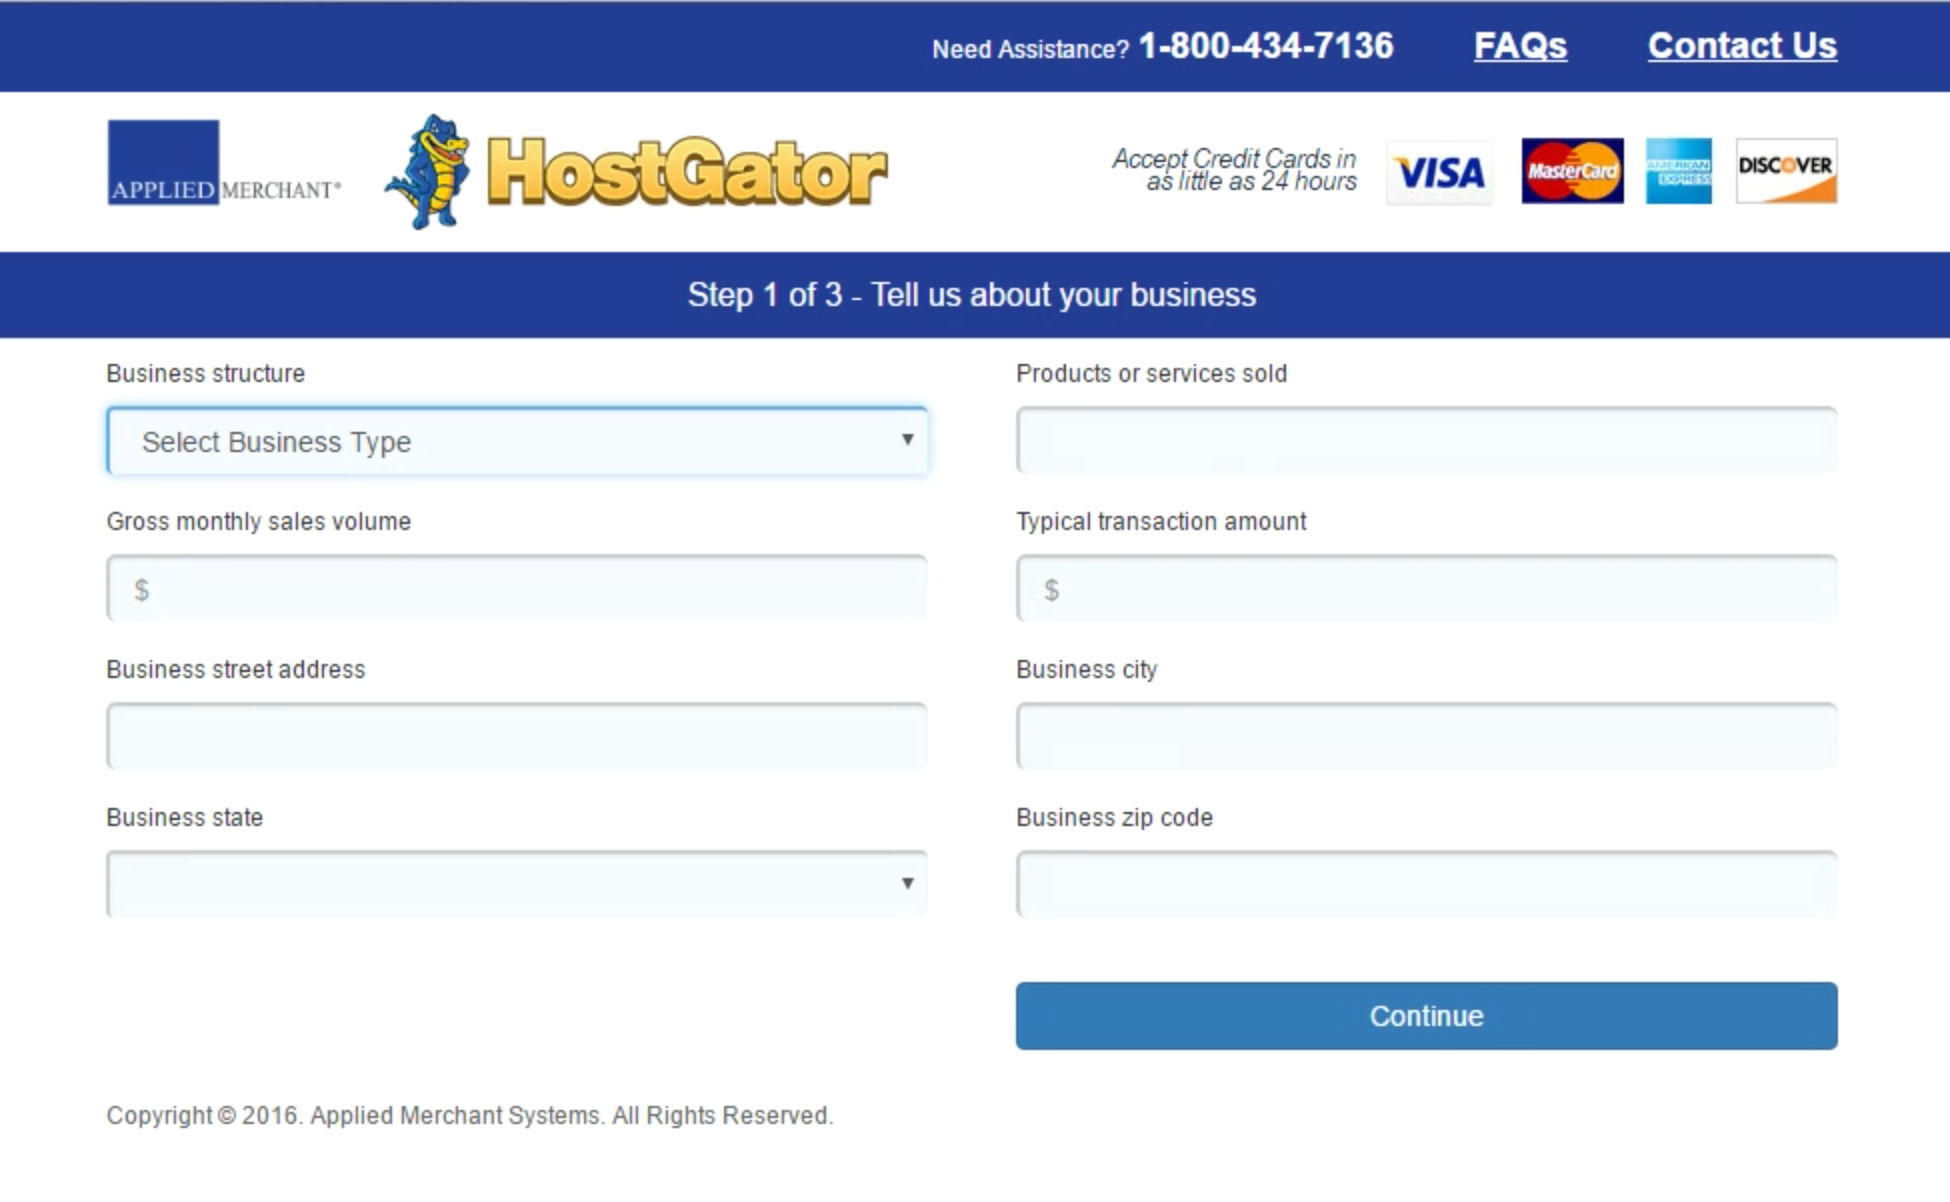 Need Assistance? 1-800-434-7136 FAQs Contact Us
APPLIED MERCHANT®
HostGator
Accept Credit Cards in
as little as 24 hours
VISA
MasterCard
AMERICAN
EXPRESS
DISCOVER
Step 1 of 3 - Tell us about your business
Business structure
Products or services sold
Select Business Type
Gross monthly sales volume
Typical transaction amount
$
$
Business street address
Business city
Business state
Business zip code
Continue
Copyright © 2016. Applied Merchant Systems. All Rights Reserved.